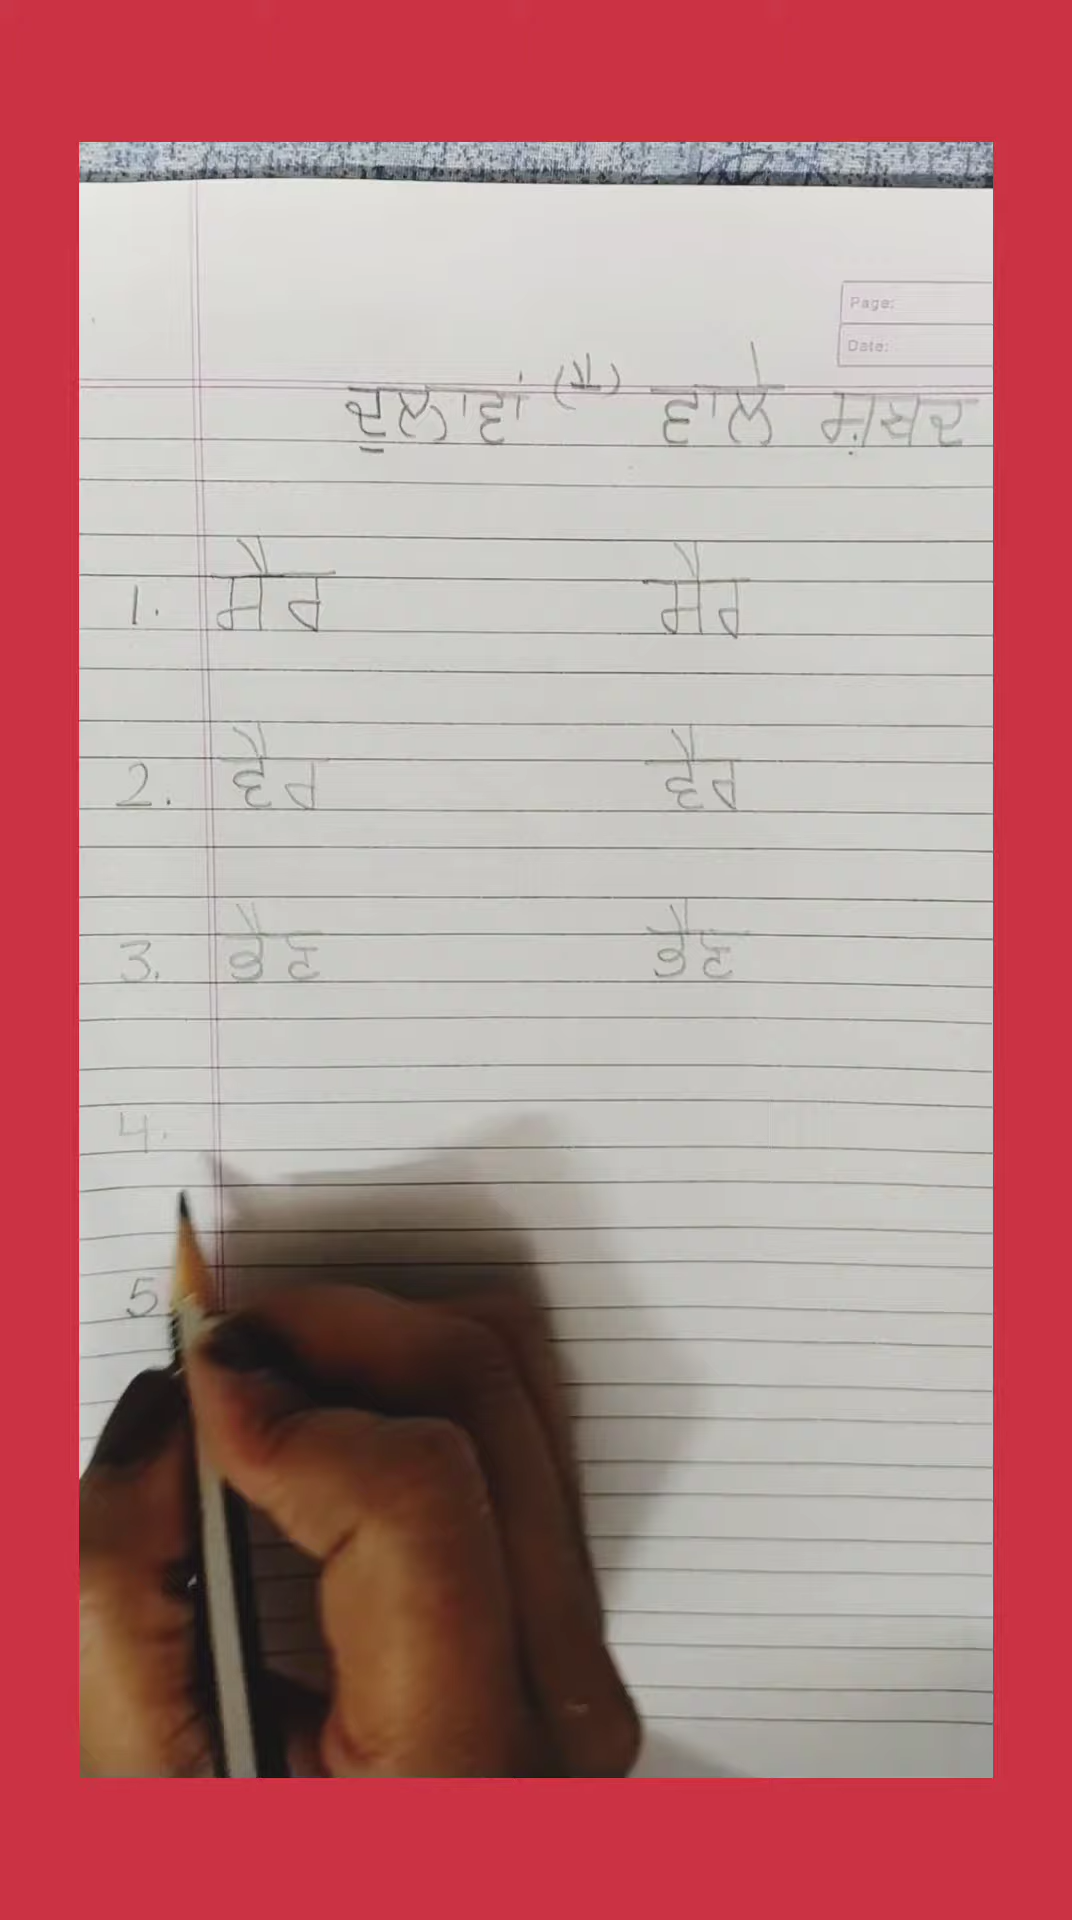 Page:
Date:
ਦੁਲਾਵਾਂ (ੈ) ਵਾਲੇ ਸ਼ਬਦ
1. ਸੈਰ ਸੈਰ
2. ਵੈਰ ਵੈਰ
3. ਭੈਣ ਭੈਣ
4.
5